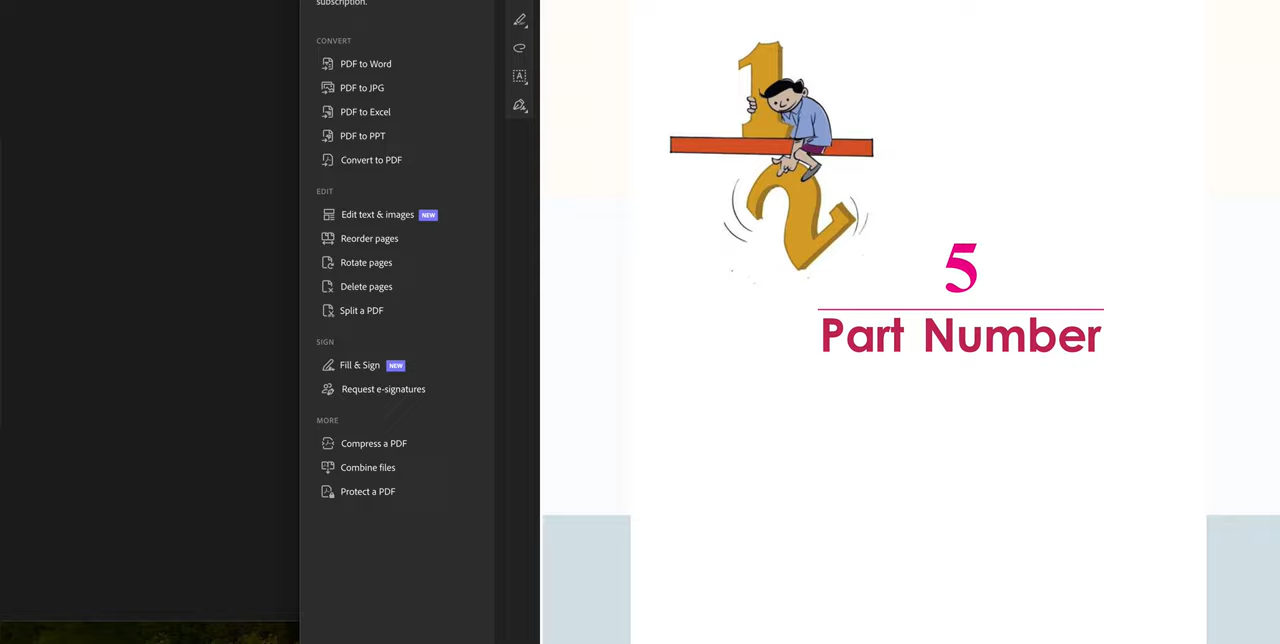 subscription.
CONVERT
PDF to Word
PDF to JPG
PDF to Excel
PDF to PPT
Convert to PDF
EDIT
Edit text & images NEW
Reorder pages
Rotate pages
Delete pages
Split a PDF
SIGN
Fill & Sign NEW
Request e-signatures
MORE
Compress a PDF
Combine files
Protect a PDF
1
2
5
Part Number